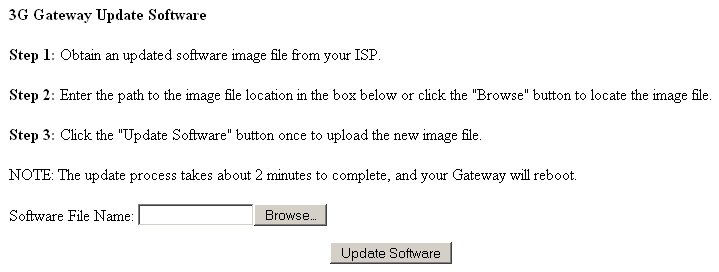 3G Gateway Update Software
Step 1: Obtain an updated software image file from your ISP.
Step 2: Enter the path to the image file location in the box below or click the "Browse" button to locate the image file.
Step 3: Click the "Update Software" button once to upload the new image file.
NOTE: The update process takes about 2 minutes to complete, and your Gateway will reboot.
Software File Name: Browse...
Update Software